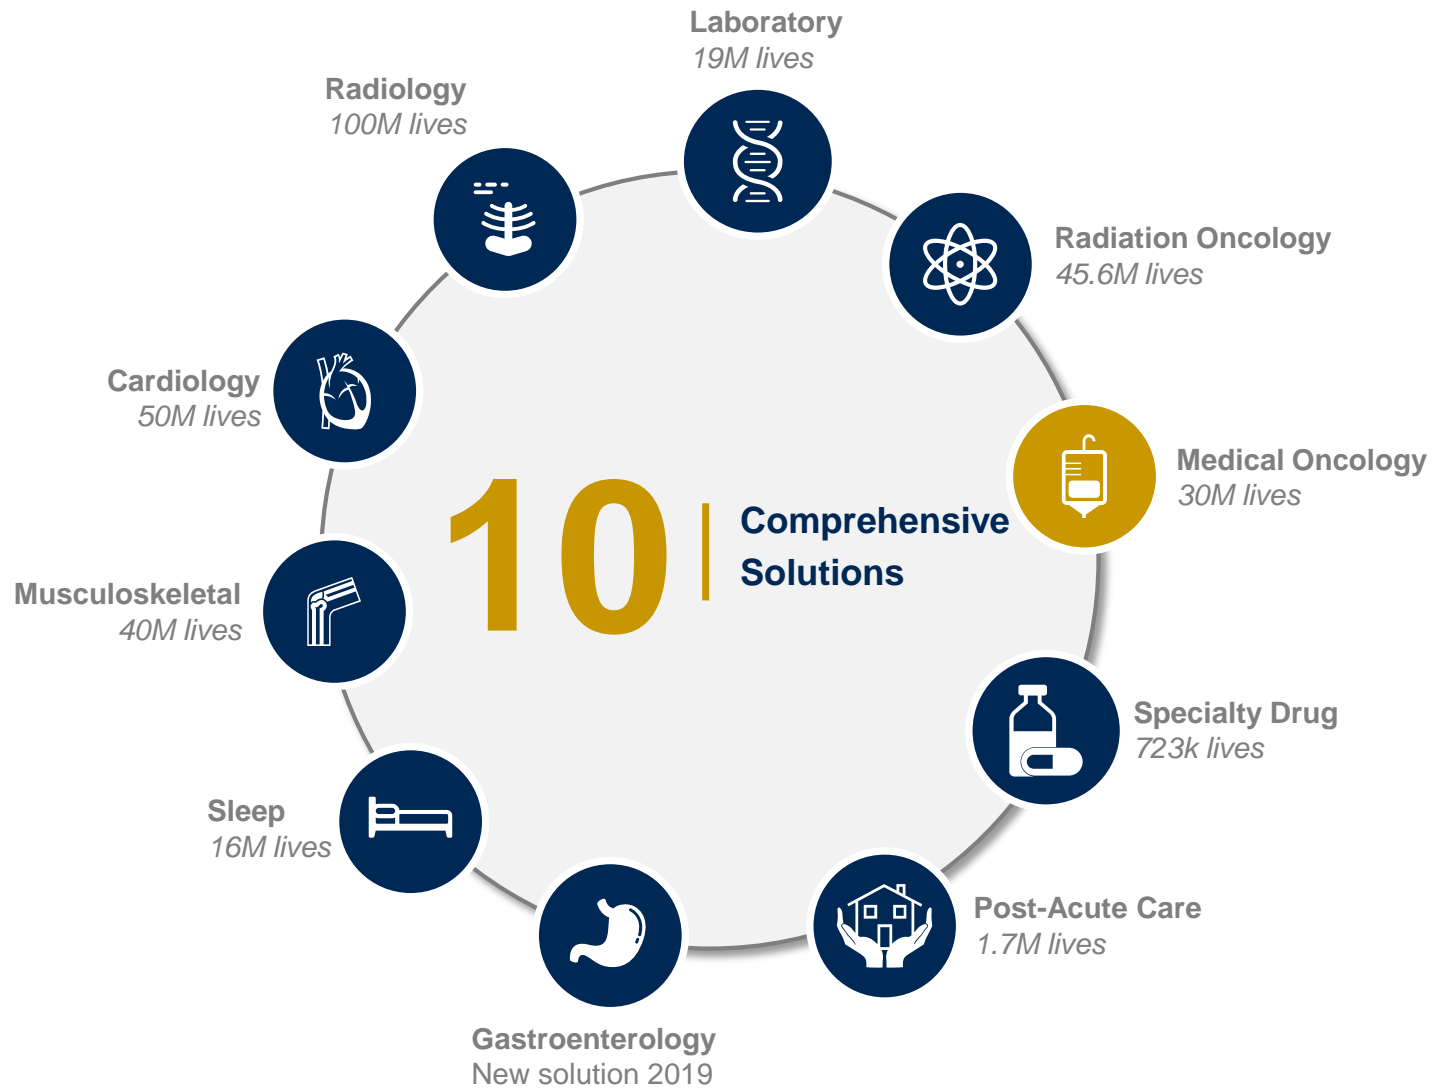 Laboratory
19M lives
Radiology
100M lives
Radiation Oncology
45.6M lives
Cardiology
50M lives
Medical Oncology
30M lives
10
Comprehensive
Solutions
Musculoskeletal
40M lives
Specialty Drug
723k lives
Sleep
16M lives
Post-Acute Care
1.7M lives
Gastroenterology
New solution 2019